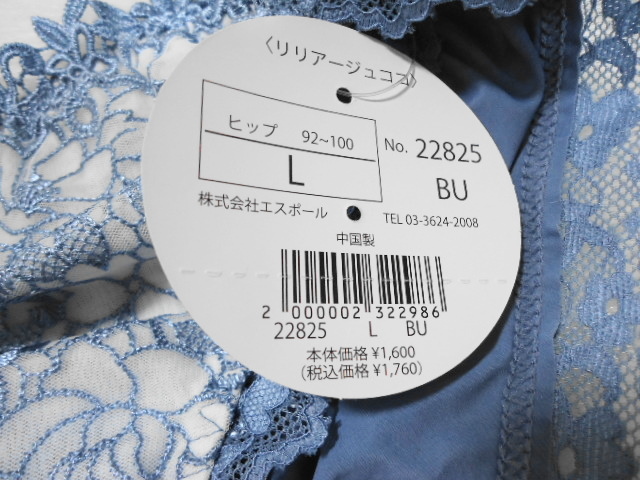 〈リリアージュココ〉
ヒップ 92~100
L
No. 22825
BU
株式会社エスポール
TEL 03-3624-2008
中国製
2 000002 322986
22825 L BU
本体価格 ¥1,600
(税込価格 ¥1,760)